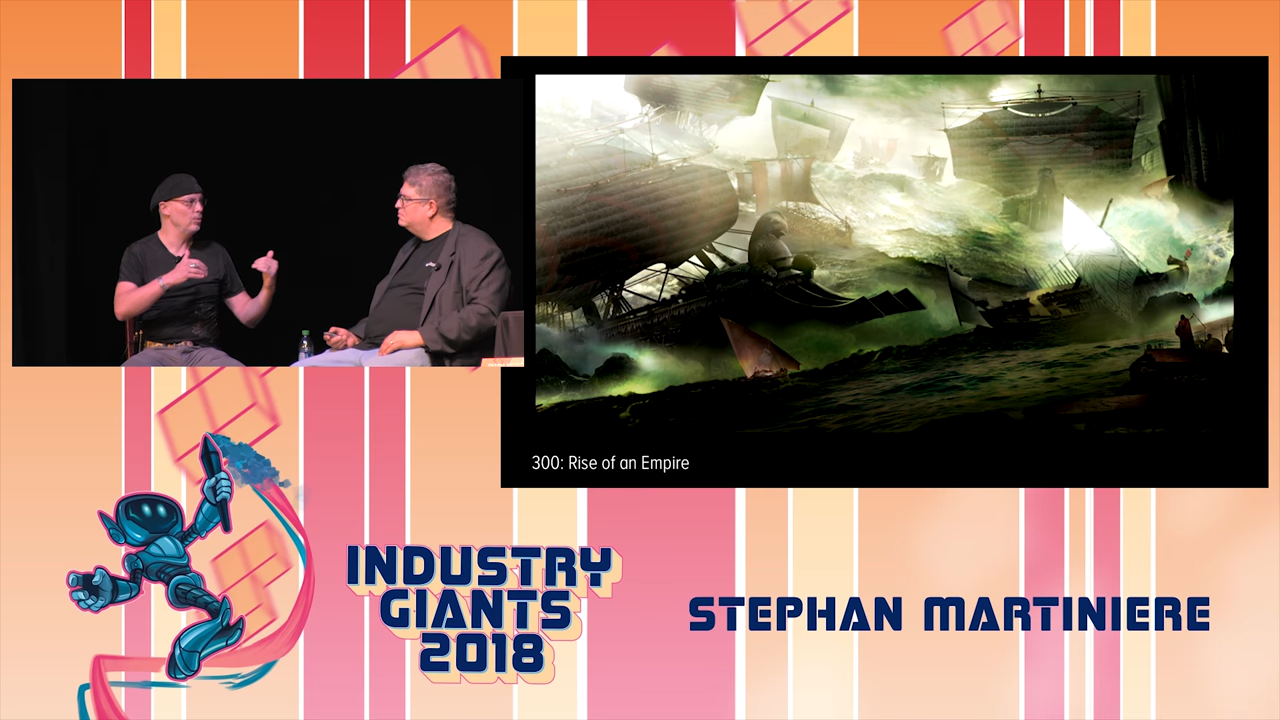 300: Rise of an Empire
INDUSTRY
GIANTS
2018
STEPHAN MARTINIERE